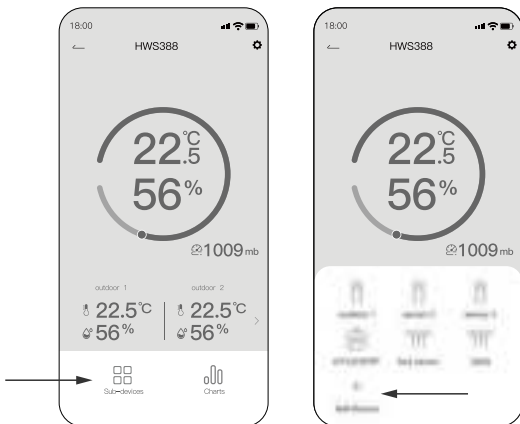 18:00
HWS388
22.5℃
56%
1009mb
outdoor 1
outdoor 2
22.5℃
22.5℃
56%
56%
Sub-devices
Charts
18:00
HWS388
22.5℃
56%
1009mb